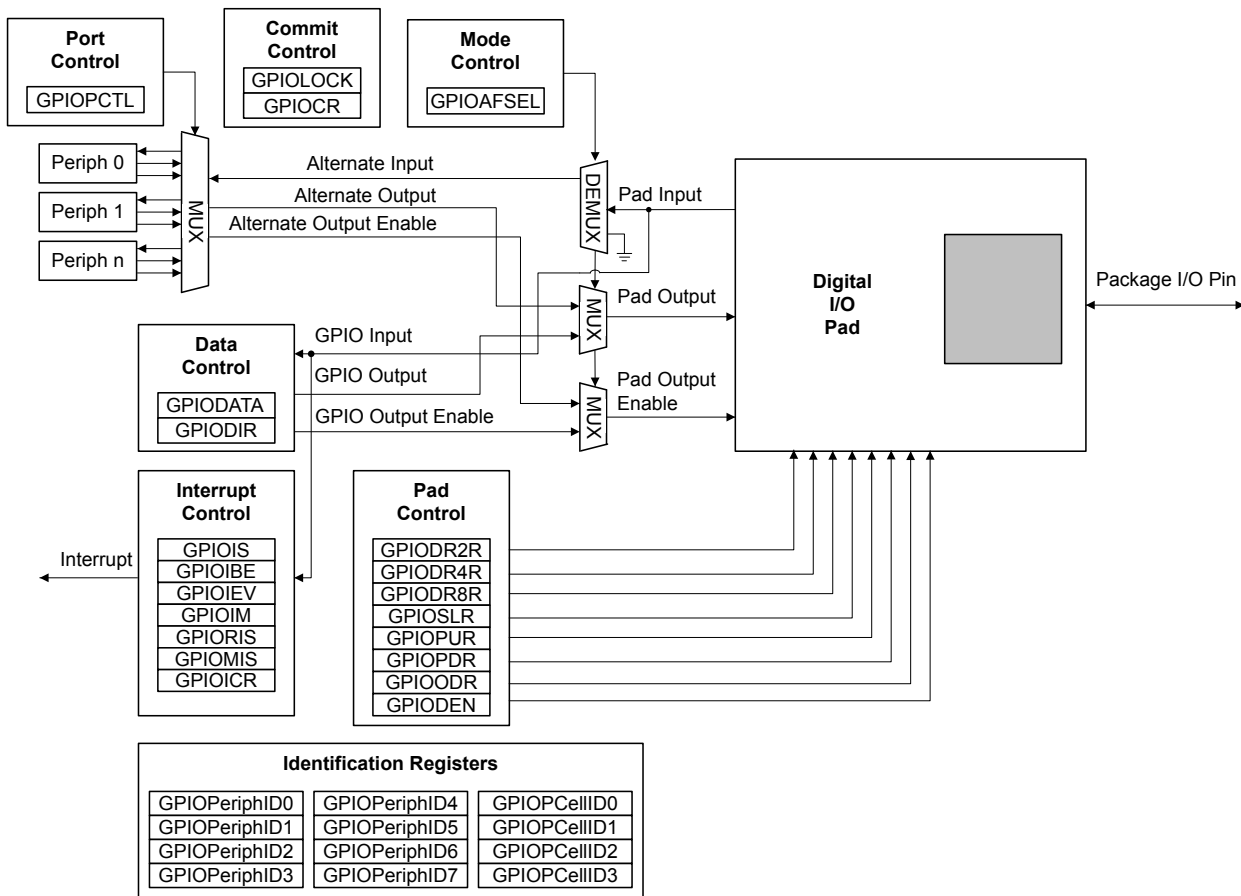 Port
Control
GPIOPCTL
Commit
Control
GPIOLOCK
GPIOCR
Mode
Control
GPIOAFSEL
Periph 0
Periph 1
Periph n
MUX
Alternate Input
Alternate Output
Alternate Output Enable
DEMUX
Pad Input
MUX
Pad Output
MUX
Pad Output
Enable
Digital
I/O
Pad
Package I/O Pin
Data
Control
GPIODATA
GPIODIR
GPIO Input
GPIO Output
GPIO Output Enable
Interrupt
Control
GPIOIS
GPIOIBE
GPIOIEV
GPIOIM
GPIORIS
GPIOMIS
GPIOICR
Interrupt
Pad
Control
GPIODR2R
GPIODR4R
GPIODR8R
GPIOSLR
GPIOPUR
GPIOPDR
GPIOODR
GPIODEN
Identification Registers
GPIOPeriphID0
GPIOPeriphID1
GPIOPeriphID2
GPIOPeriphID3
GPIOPeriphID4
GPIOPeriphID5
GPIOPeriphID6
GPIOPeriphID7
GPIOPCellID0
GPIOPCellID1
GPIOPCellID2
GPIOPCellID3